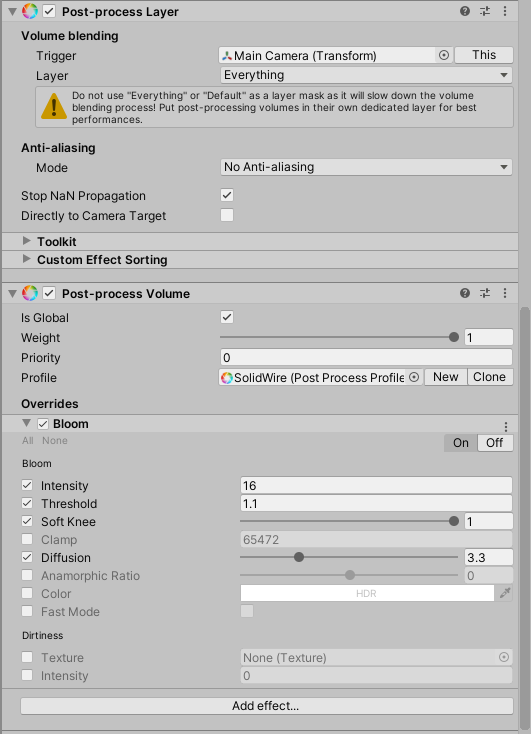 Post-process Layer
Volume blending
Trigger Main Camera (Transform) This
Layer Everything
Do not use "Everything" or "Default" as a layer mask as it will slow down the volume
blending process! Put post-processing volumes in their own dedicated layer for best
performances.
Anti-aliasing
Mode No Anti-aliasing
Stop NaN Propagation
Directly to Camera Target
Toolkit
Custom Effect Sorting
Post-process Volume
Is Global
Weight 1
Priority 0
Profile SolidWire (Post Process Profile New Clone
Overrides
Bloom
All None On Off
Bloom
Intensity 16
Threshold 1.1
Soft Knee 1
Clamp 65472
Diffusion 3.3
Anamorphic Ratio 0
Color HDR
Fast Mode
Dirtiness
Texture None (Texture)
Intensity 0
Add effect...